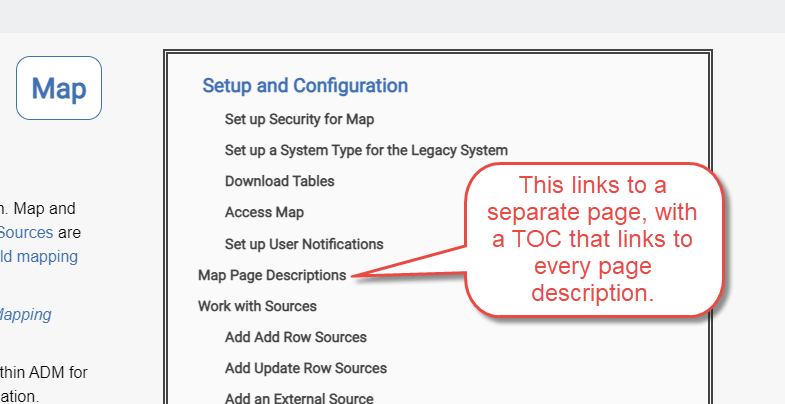 Map
Setup and Configuration
Set up Security for Map
Set up a System Type for the Legacy System
Download Tables
Access Map
Set up User Notifications
Map Page Descriptions
Work with Sources
Add Add Row Sources
Add Update Row Sources
Add an External Source
This links to a
separate page, with
a TOC that links to
every page
description.
Map and
Sources are
mapping
Mapping
ADM for